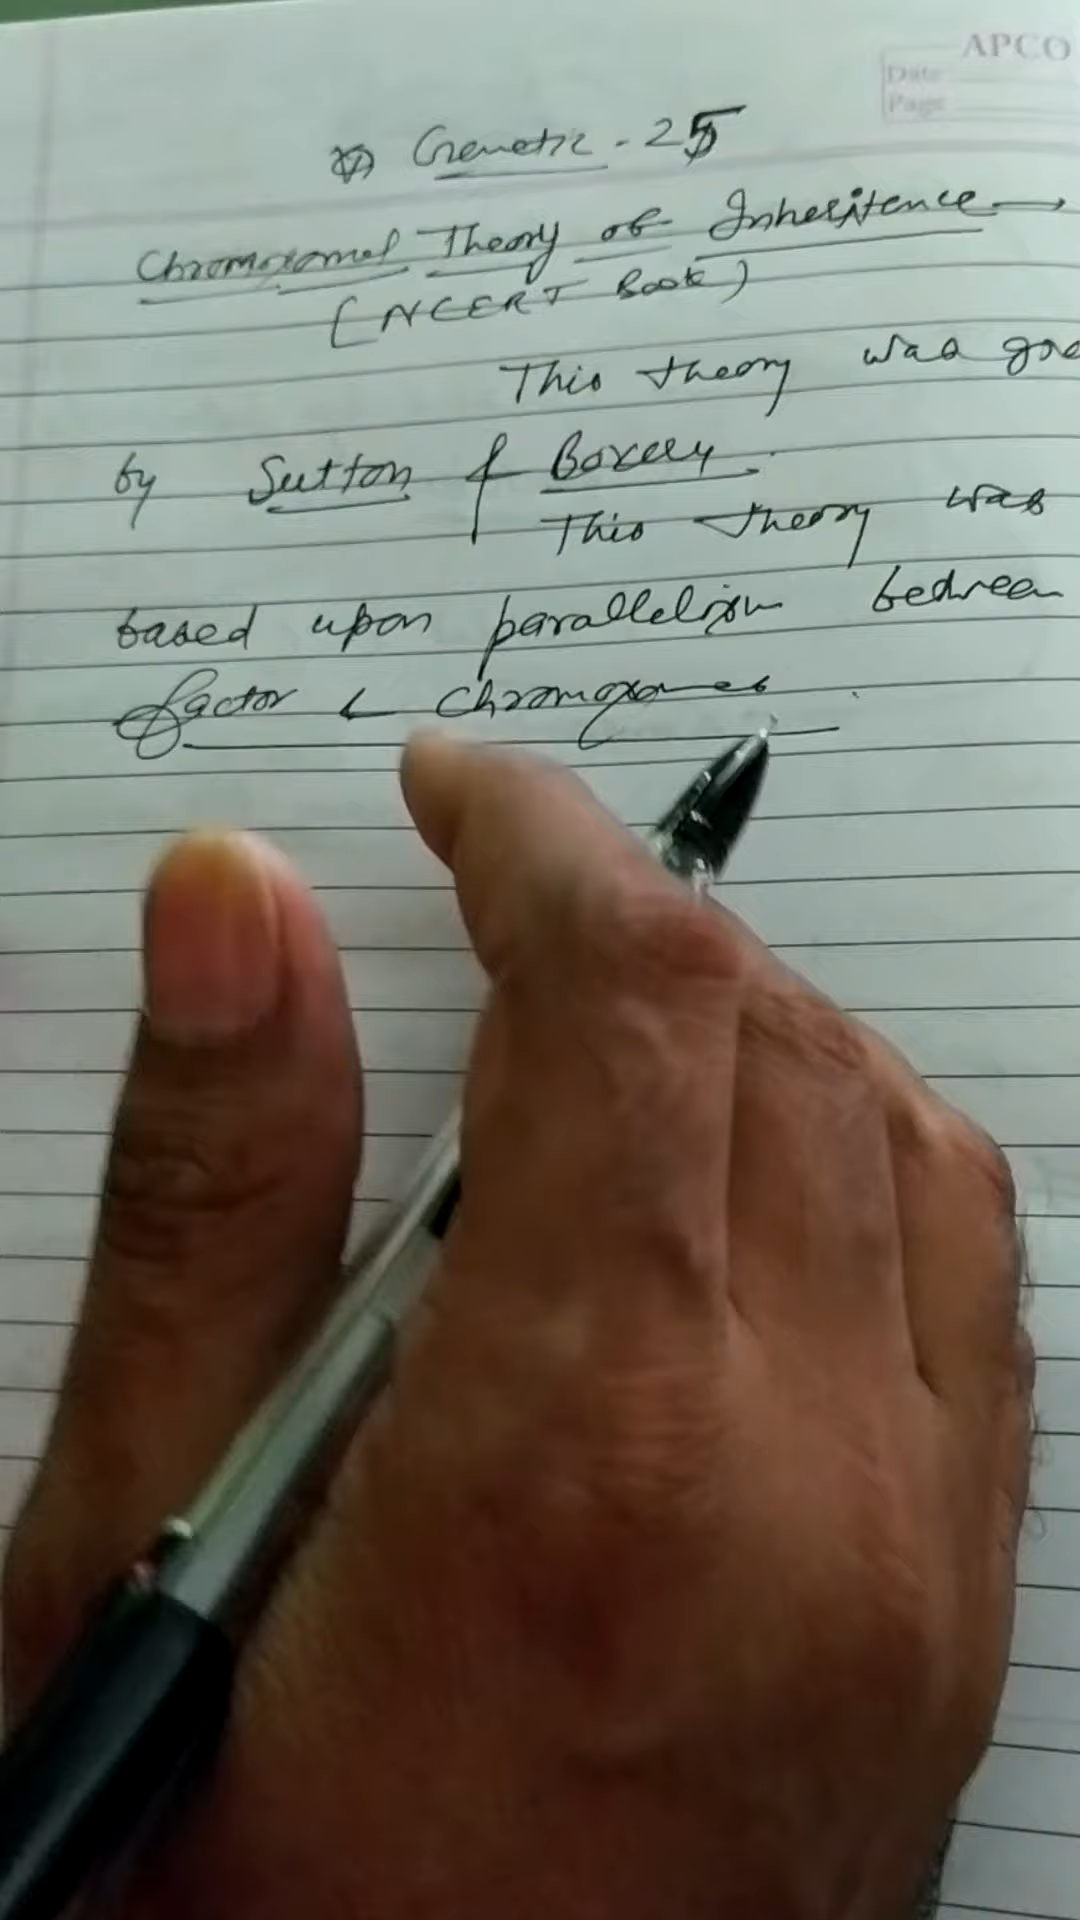 APCO
Date
Page
Genetic - 25
Chromosomal Theory of Inheritence →
(NCERT Book)
This theory was
by Sutton & Bovery.
This theory was
based upon parallelism between
factor & Chromosomes